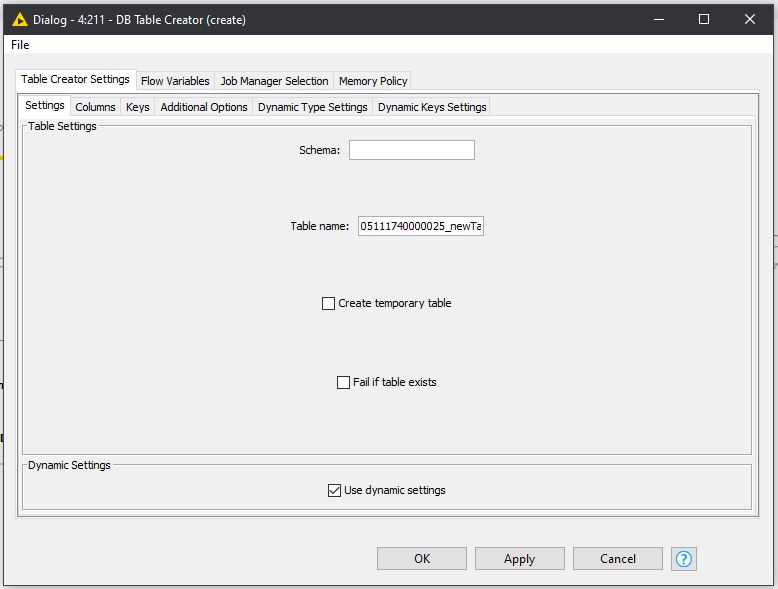 Dialog - 4:211 - DB Table Creator (create)
File
Table Creator Settings Flow Variables Job Manager Selection Memory Policy
Settings Columns Keys Additional Options Dynamic Type Settings Dynamic Keys Settings
Table Settings
Schema:
Table name: 05111740000025_newTa
Create temporary table
Fail if table exists
Dynamic Settings
Use dynamic settings
OK Apply Cancel ?